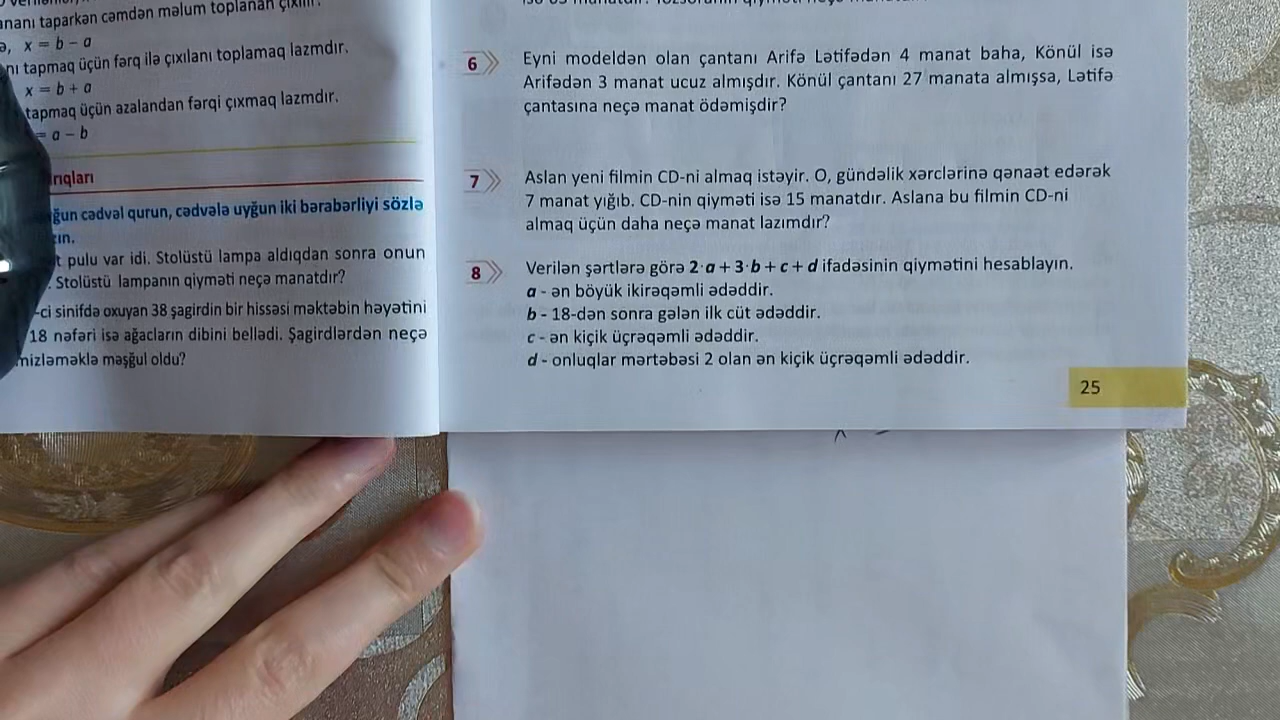 ananı taparkən cəmdən məlum toplanan çıxılır.
ə, x = b − a
nı tapmaq üçün fərq ilə çıxılanı toplamaq lazımdır.
x = b + a
tapmaq üçün azalandan fərqi çıxmaq lazımdır.
= a − b
rıqları
ğun cədvəl qurun, cədvələ uyğun iki bərabərliyi sözlə
zın.
t pulu var idi. Stolüstü lampa aldıqdan sonra onun
. Stolüstü lampanın qiyməti neçə manatdır?
-ci sinifdə oxuyan 38 şagirdin bir hissəsi məktəbin həyətini
18 nəfəri isə ağacların dibini bellədi. Şagirdlərdən neçə
mizləməklə məşğul oldu?
6 Eyni modeldən olan çantanı Arifə Lətifədən 4 manat baha, Könül isə
Arifədən 3 manat ucuz almışdır. Könül çantanı 27 manata almışsa, Lətifə
çantasına neçə manat ödəmişdir?
7 Aslan yeni filmin CD-ni almaq istəyir. O, gündəlik xərclərinə qənaət edərək
7 manat yığıb. CD-nin qiyməti isə 15 manatdır. Aslana bu filmin CD-ni
almaq üçün daha neçə manat lazımdır?
8 Verilən şərtlərə görə 2·a + 3·b + c + d ifadəsinin qiymətini hesablayın.
a - ən böyük ikirəqəmli ədəddir.
b - 18-dən sonra gələn ilk cüt ədəddir.
c - ən kiçik üçrəqəmli ədəddir.
d - onluqlar mərtəbəsi 2 olan ən kiçik üçrəqəmli ədəddir.
25